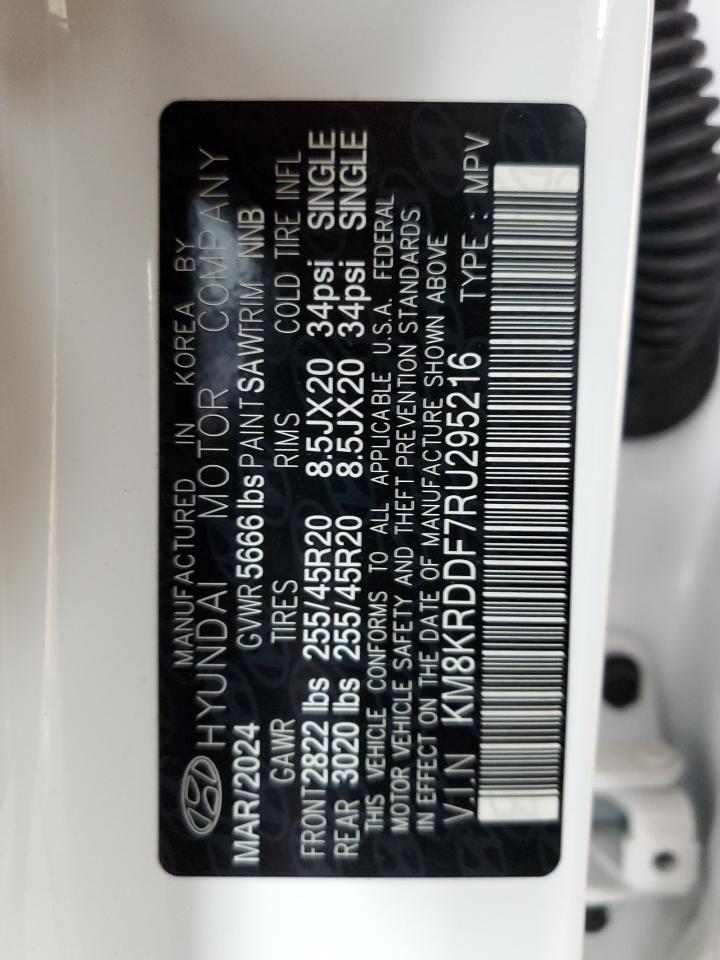 MANUFACTURED IN KOREA BY
HYUNDAI MOTOR COMPANY
MAR/2024 GVWR 5666 lbs PAINT SAW TRIM NNB
GAWR TIRES RIMS COLD TIRE INFL
FRONT 2822 lbs 255/45R20 8.5JX20 34psi SINGLE
REAR 3020 lbs 255/45R20 8.5JX20 34psi SINGLE
THIS VEHICLE CONFORMS TO ALL APPLICABLE U.S.A. FEDERAL
MOTOR VEHICLE SAFETY AND THEFT PREVENTION STANDARDS
IN EFFECT ON THE DATE OF MANUFACTURE SHOWN ABOVE
V.I.N KM8KRDDF7RU295216 TYPE : MPV